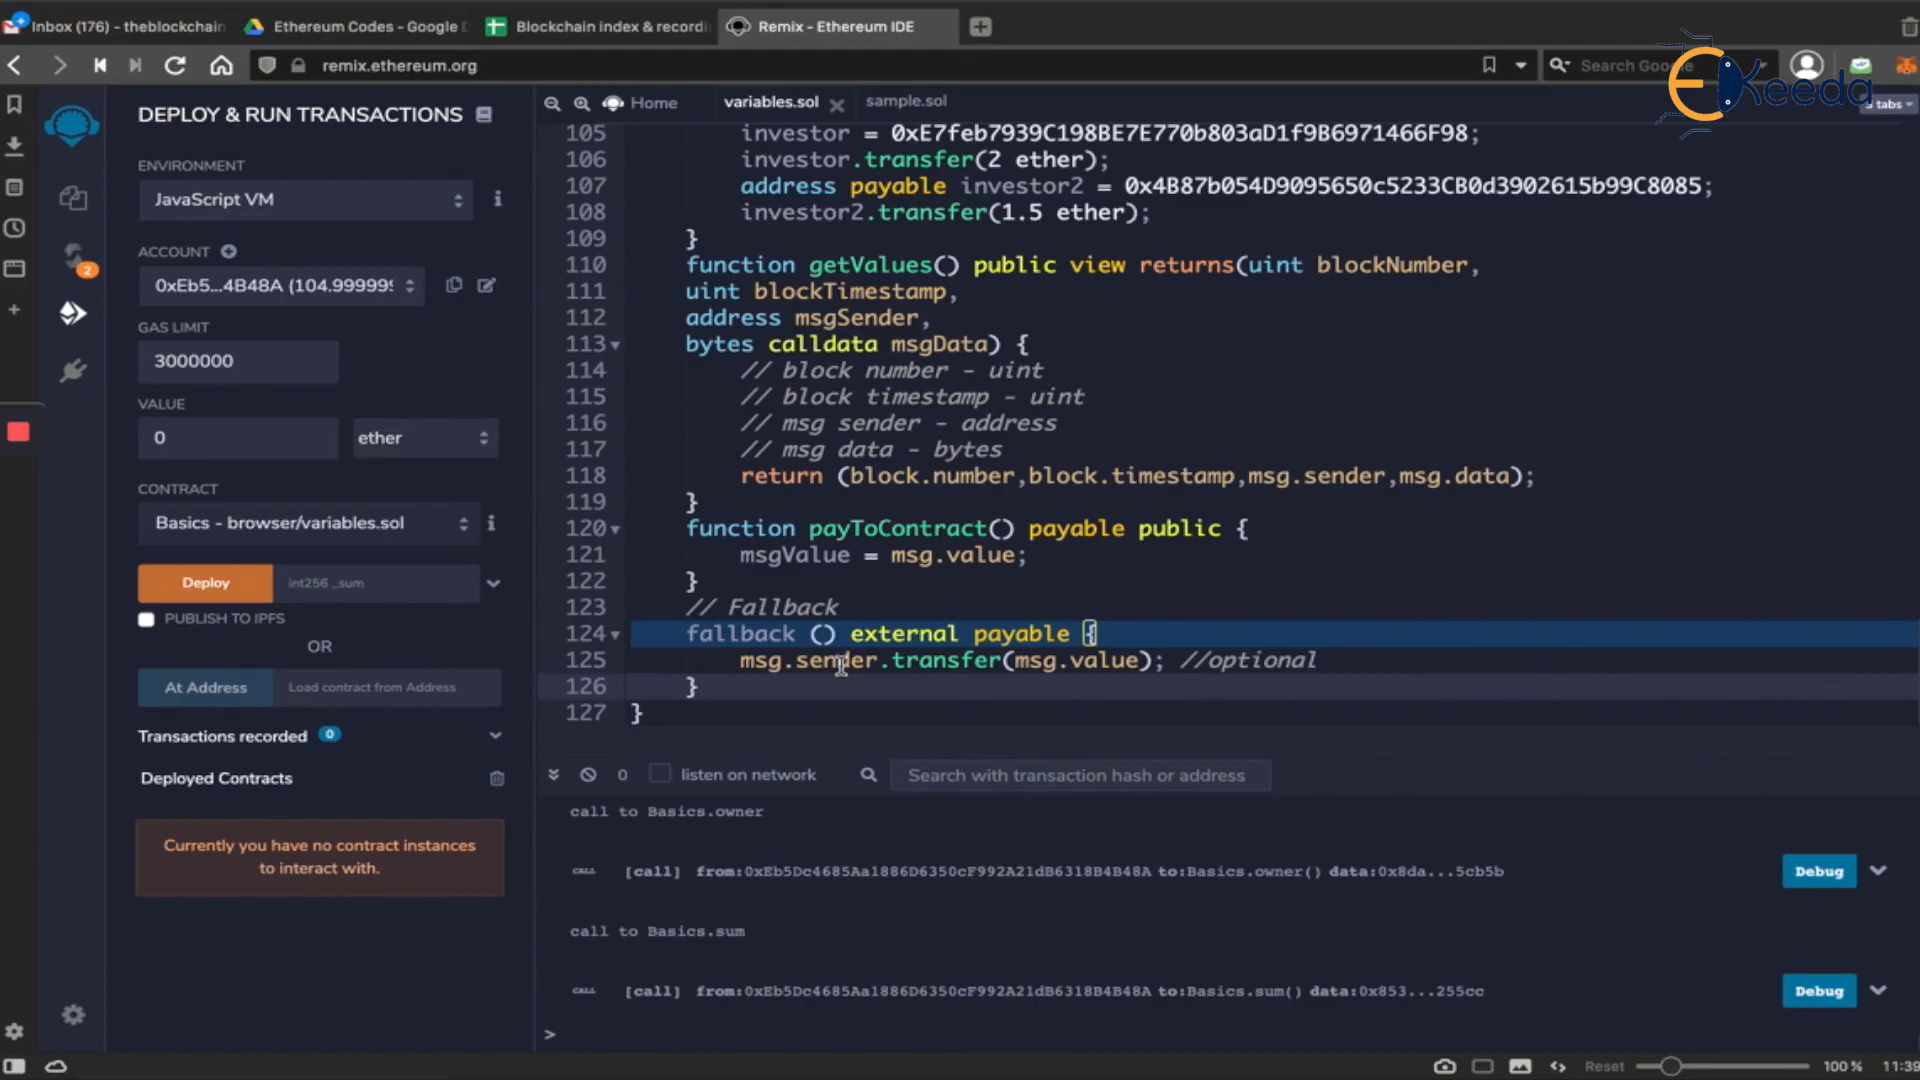 Inbox (176) - theblockchain
Ethereum Codes - Google D
Blockchain index & recordi
Remix - Ethereum IDE
remix.ethereum.org
Search Goo
EKeeda
tabs
DEPLOY & RUN TRANSACTIONS
ENVIRONMENT
JavaScript VM
i
ACCOUNT
0xEb5...4B48A (104.999999
GAS LIMIT
3000000
VALUE
0
ether
CONTRACT
Basics - browser/variables.sol
i
Deploy
int256 _sum
PUBLISH TO IPFS
OR
At Address
Load contract from Address
Transactions recorded 0
Deployed Contracts
Currently you have no contract instances
to interact with.
2
Home
variables.sol
sample.sol
105 investor = 0xE7feb7939C198BE7E770b803aD1f9B6971466F98;
106 investor.transfer(2 ether);
107 address payable investor2 = 0x4B87b054D9095650c5233CB0d3902615b99C8085;
108 investor2.transfer(1.5 ether);
109 }
110 function getValues() public view returns(uint blockNumber,
111 uint blockTimestamp,
112 address msgSender,
113 bytes calldata msgData) {
114 // block number - uint
115 // block timestamp - uint
116 // msg sender - address
117 // msg data - bytes
118 return (block.number,block.timestamp,msg.sender,msg.data);
119 }
120 function payToContract() payable public {
121 msgValue = msg.value;
122 }
123 // Fallback
124 fallback () external payable {
125 msg.sender.transfer(msg.value); //optional
126 }
127 }
0
listen on network
Search with transaction hash or address
call to Basics.owner
CALL [call] from:0xEb5Dc4685Aa1886D6350cF992A21dB6318B4B48A to:Basics.owner() data:0x8da...5cb5b
Debug
call to Basics.sum
CALL [call] from:0xEb5Dc4685Aa1886D6350cF992A21dB6318B4B48A to:Basics.sum() data:0x853...255cc
Debug
>
Reset
100 %
11:39